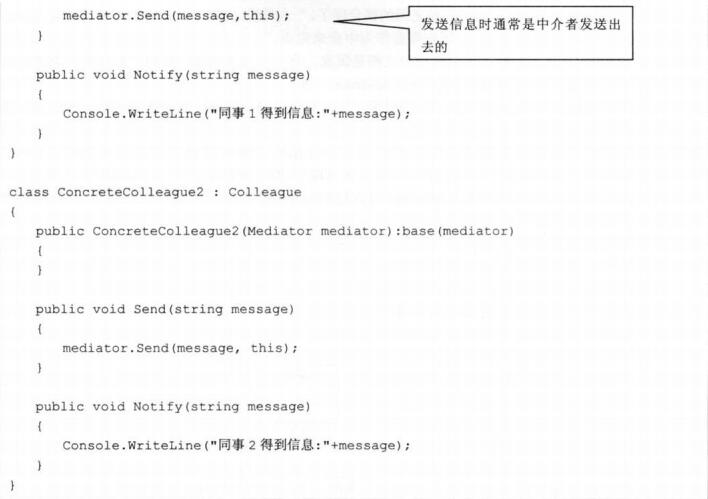 mediator.Send(message,this);
发送信息时通常是中介者发送出
去的
}
public void Notify(string message)
{
Console.WriteLine("同事 1 得到信息:"+message);
}
}
class ConcreteColleague2 : Colleague
{
public ConcreteColleague2(Mediator mediator):base(mediator)
{
}
public void Send(string message)
{
mediator.Send(message, this);
}
public void Notify(string message)
{
Console.WriteLine("同事 2 得到信息:"+message);
}
}